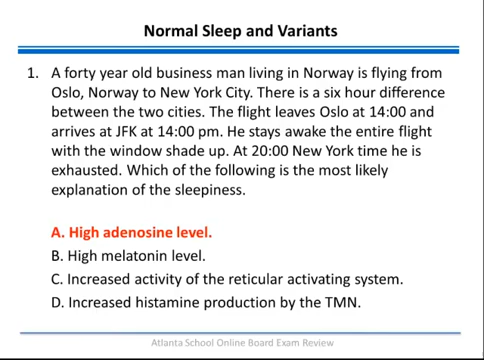 Normal Sleep and Variants
1. A forty year old business man living in Norway is flying from
Oslo, Norway to New York City. There is a six hour difference
between the two cities. The flight leaves Oslo at 14:00 and
arrives at JFK at 14:00 pm. He stays awake the entire flight
with the window shade up. At 20:00 New York time he is
exhausted. Which of the following is the most likely
explanation of the sleepiness.
A. High adenosine level.
B. High melatonin level.
C. Increased activity of the reticular activating system.
D. Increased histamine production by the TMN.
Atlanta School Online Board Exam Review